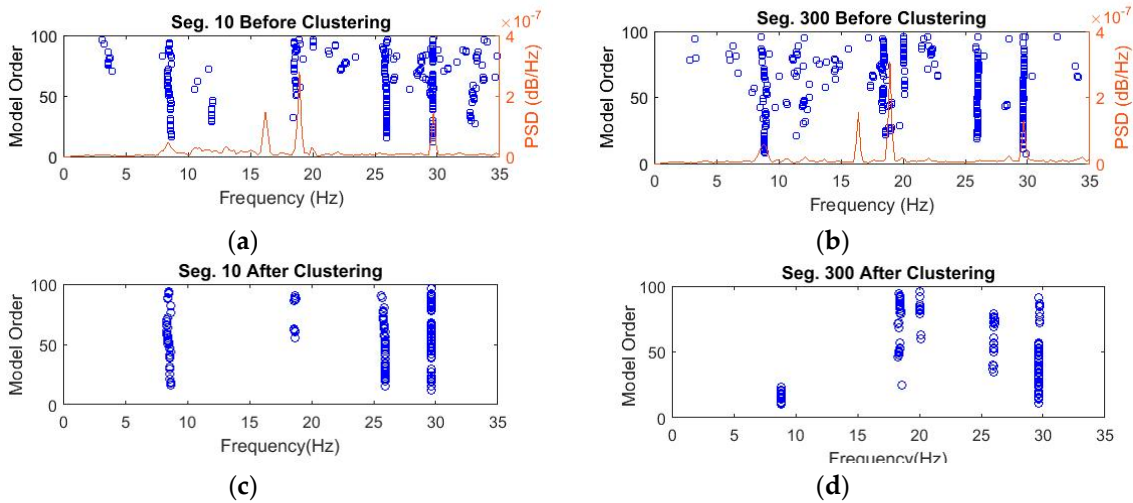 Seg. 10 Before Clustering
×10⁻⁷
100
50
0
Model Order
4
2
0
PSD (dB/Hz)
0 5 10 15 20 25 30 35
Frequency (Hz)
(a)
Seg. 300 Before Clustering
×10⁻⁷
100
50
0
Model Order
4
2
0
PSD (dB/Hz)
0 5 10 15 20 25 30 35
Frequency (Hz)
(b)
Seg. 10 After Clustering
100
50
0
Model Order
0 5 10 15 20 25 30 35
Frequency(Hz)
(c)
Seg. 300 After Clustering
100
50
0
Model Order
0 5 10 15 20 25 30 35
Frequency(Hz)
(d)